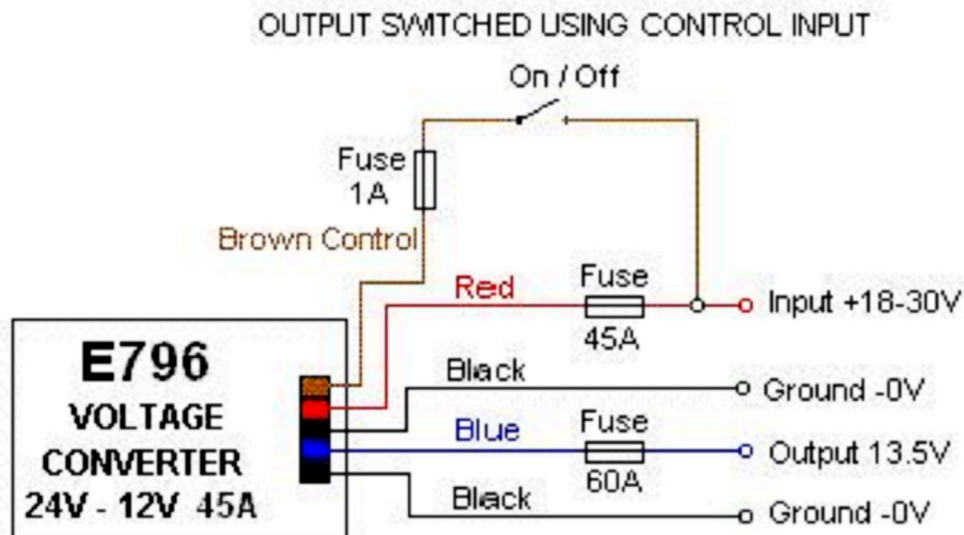 OUTPUT SWITCHED USING CONTROL INPUT
On / Off
Fuse
1A
Brown Control
Red
Fuse
45A
Input +18-30V
E796
VOLTAGE
CONVERTER
24V - 12V 45A
Black
Ground -0V
Blue
Fuse
60A
Output 13.5V
Black
Ground -0V